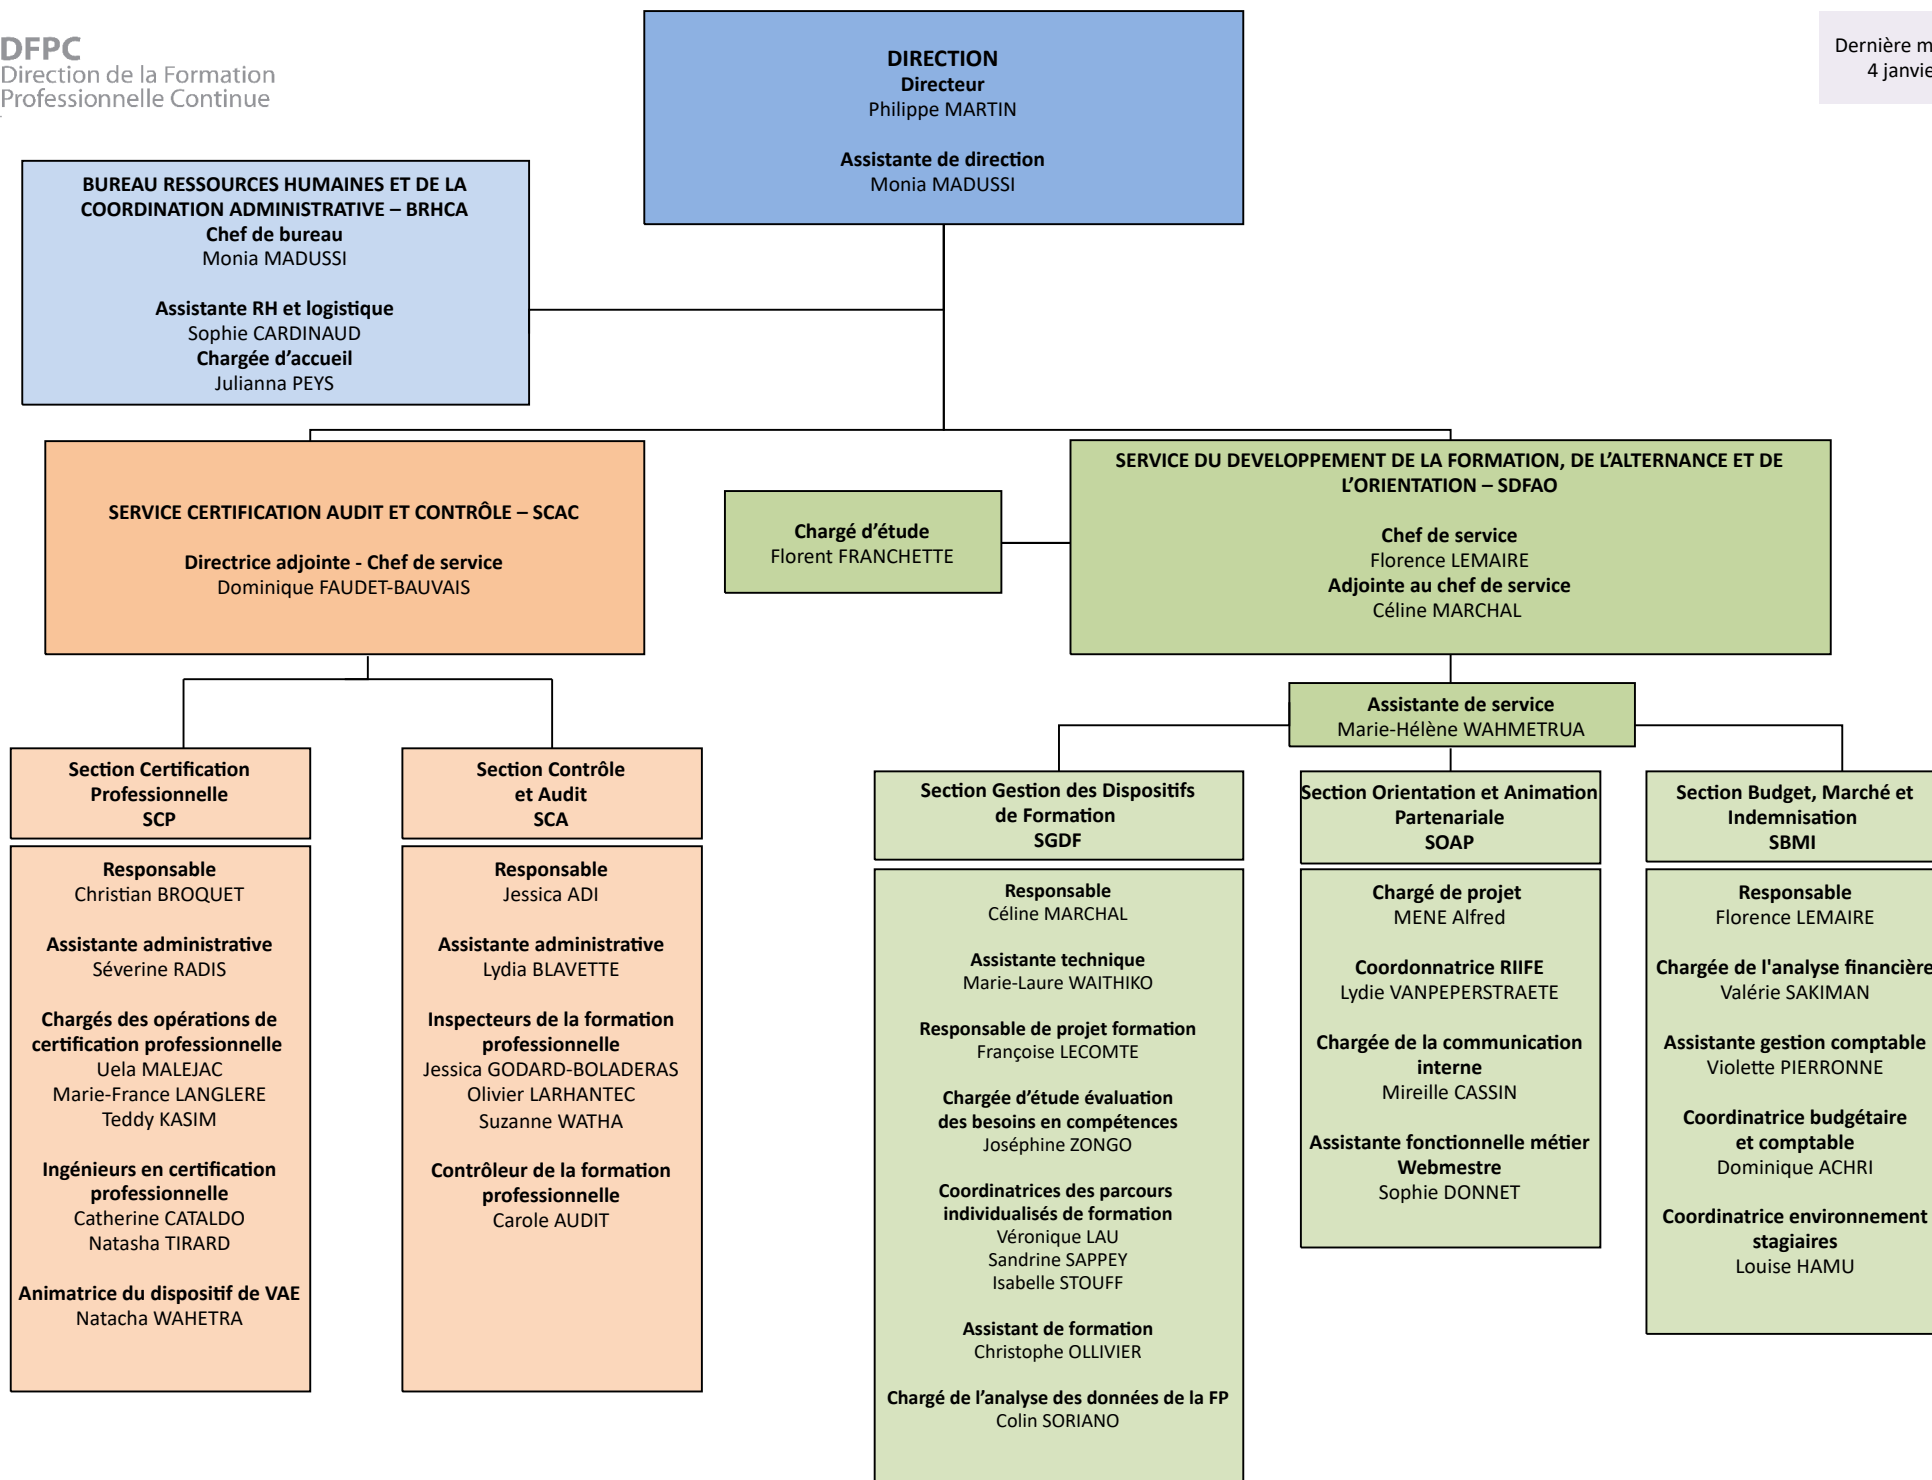 DFPC
Direction de la Formation
Professionnelle Continue
DIRECTION
Directeur
Philippe MARTIN
Assistante de direction
Monia MADUSSI
Dernière
4
BUREAU RESSOURCES HUMAINES ET DE LA
COORDINATION ADMINISTRATIVE – BRHCA
Chef de bureau
Monia MADUSSI
Assistante RH et logistique
Sophie CARDINAUD
Chargée d’accueil
Julianna PEYS
SERVICE CERTIFICATION AUDIT ET CONTRÔLE – SCAC
Directrice adjointe - Chef de service
Dominique FAUDET-BAUVAIS
Chargé d’étude
Florent FRANCHETTE
SERVICE DU DEVELOPPEMENT DE LA FORMATION, DE L’ALTERNANCE ET DE
L’ORIENTATION – SDFAO
Chef de service
Florence LEMAIRE
Adjointe au chef de service
Céline MARCHAL
Assistante de service
Marie-Hélène WAHMETRUA
Section Certification
Professionnelle
SCP
Responsable
Christian BROQUET
Assistante administrative
Séverine RADIS
Chargés des opérations de
certification professionnelle
Uela MALEJAC
Marie-France LANGLERE
Teddy KASIM
Ingénieurs en certification
professionnelle
Catherine CATALDO
Natasha TIRARD
Animatrice du dispositif de VAE
Natacha WAHETRA
Section Contrôle
et Audit
SCA
Responsable
Jessica ADI
Assistante administrative
Lydia BLAVETTE
Inspecteurs de la formation
professionnelle
Jessica GODARD-BOLADERAS
Olivier LARHANTEC
Suzanne WATHA
Contrôleur de la formation
professionnelle
Carole AUDIT
Section Gestion des Dispositifs
de Formation
SGDF
Responsable
Céline MARCHAL
Assistante technique
Marie-Laure WAITHIKO
Responsable de projet formation
Françoise LECOMTE
Chargée d’étude évaluation
des besoins en compétences
Joséphine ZONGO
Coordinatrices des parcours
individualisés de formation
Véronique LAU
Sandrine SAPPEY
Isabelle STOUFF
Assistant de formation
Christophe OLLIVIER
Chargé de l’analyse des données de la FP
Colin SORIANO
Section Orientation et Animation
Partenariale
SOAP
Chargé de projet
MENE Alfred
Coordonnatrice RIIFE
Lydie VANPEPERSTRAETE
Chargée de la communication
interne
Mireille CASSIN
Assistante fonctionnelle métier
Webmestre
Sophie DONNET
Section Budget, Marché et
Indemnisation
SBMI
Responsable
Florence LEMAIRE
Chargée de l'analyse financière
Valérie SAKIMAN
Assistante gestion comptable
Violette PIERRONNE
Coordinatrice budgétaire
et comptable
Dominique ACHRI
Coordinatrice environnement
stagiaires
Louise HAMU